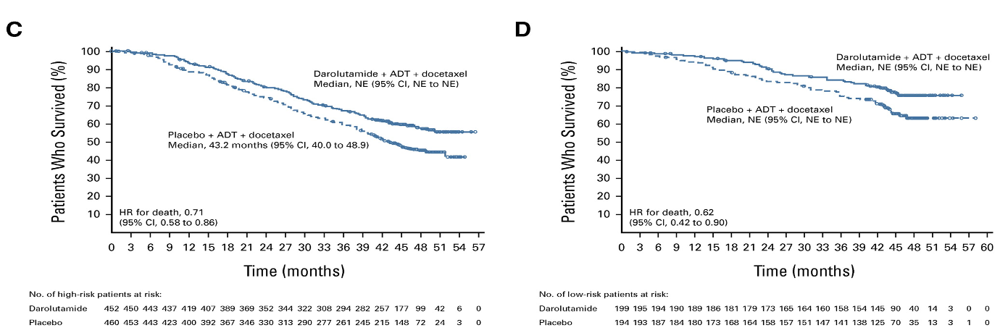 C
Patients Who Survived (%)
100
90
80
70
60
50
40
30
20
10
Darolutamide + ADT + docetaxel
Median, NE (95% CI, NE to NE)
Placebo + ADT + docetaxel
Median, 43.2 months (95% CI, 40.0 to 48.9)
HR for death, 0.71
(95% CI, 0.58 to 0.86)
0 3 6 9 12 15 18 21 24 27 30 33 36 39 42 45 48 51 54 57
Time (months)
No. of high-risk patients at risk:
Darolutamide 452 450 443 437 419 407 389 369 352 344 322 308 294 282 257 177 99 42 6 0
Placebo 460 453 443 423 400 392 367 346 330 313 290 277 261 245 215 148 72 24 3 0
D
Patients Who Survived (%)
100
90
80
70
60
50
40
30
20
10
Darolutamide + ADT + docetaxel
Median, NE (95% CI, NE to NE)
Placebo + ADT + docetaxel
Median, NE (95% CI, NE to NE)
HR for death, 0.62
(95% CI, 0.42 to 0.90)
0 3 6 9 12 15 18 21 24 27 30 33 36 39 42 45 48 51 54 57 60
Time (months)
No. of low-risk patients at risk:
Darolutamide 199 195 194 190 189 186 181 179 173 165 164 160 158 154 145 90 40 14 3 0 0
Placebo 194 193 187 184 180 173 168 164 158 157 151 147 141 138 125 70 35 13 3 1 0